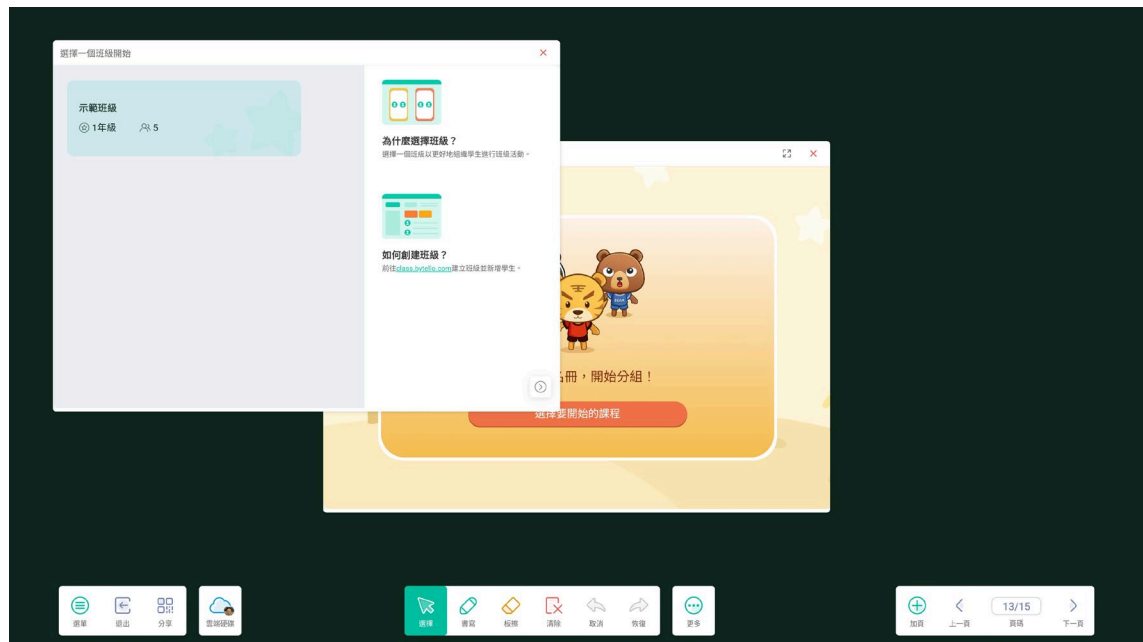 選擇一個班級開始
示範班級
1年級 5
為什麼選擇班級？
選擇一個班級以更好地組織學生進行班級活動。
如何創建班級？
前往class.bytello.com建立班級並新增學生。
冊，開始分組！
選擇要開始的課程
BEAR
選單 退出 分享 雲端硬碟 選擇 書寫 板擦 清除 取消 恢復 更多 加頁 上一頁 13/15 頁碼 下一頁